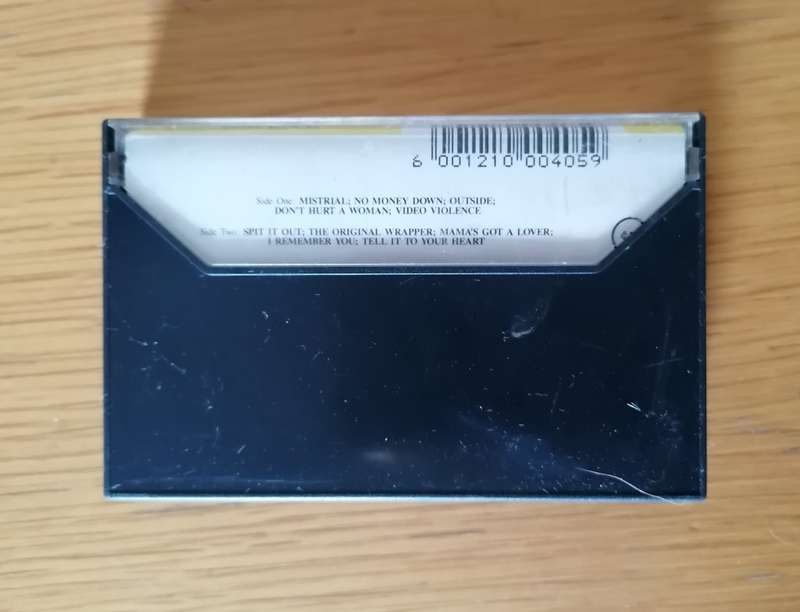 6 001210 004059
Side One MISTRIAL; NO MONEY DOWN; OUTSIDE;
DON'T HURT A WOMAN; VIDEO VIOLENCE
Side Two SPIT IT OUT; THE ORIGINAL WRAPPER; MAMA'S GOT A LOVER;
I REMEMBER YOU; TELL IT TO YOUR HEART